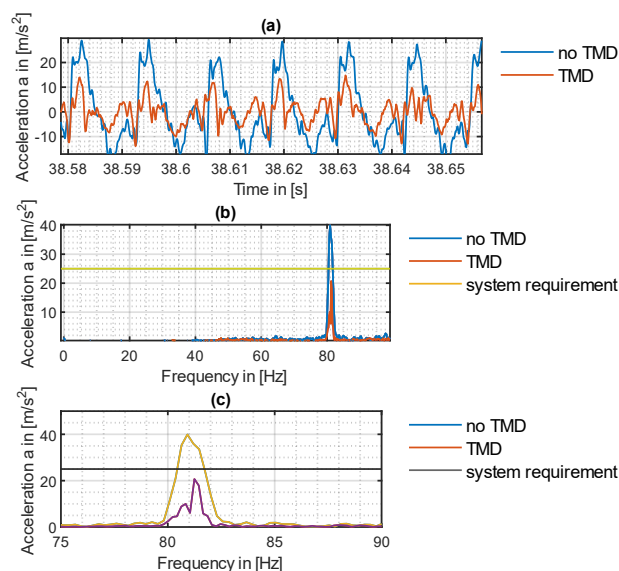 (a)
Acceleration a in [m/s²]
20
10
0
-10
38.58 38.59 38.6 38.61 38.62 38.63 38.64 38.65
Time in [s]
no TMD
TMD
(b)
Acceleration a in [m/s²]
40
30
20
10
0 20 40 60 80
Frequency in [Hz]
no TMD
TMD
system requirement
(c)
Acceleration a in [m/s²]
40
20
0
75 80 85 90
Frequency in [Hz]
no TMD
TMD
system requirement